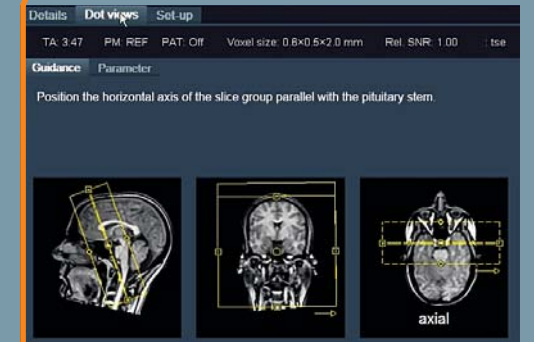 Details Dot views Set-up
TA: 3:47 PM: REF PAT: Off Voxel size: 0.6×0.5×2.0 mm Rel. SNR: 1.00 : tse
Guidance Parameter
Position the horizontal axis of the slice group parallel with the pituitary stem.
axial